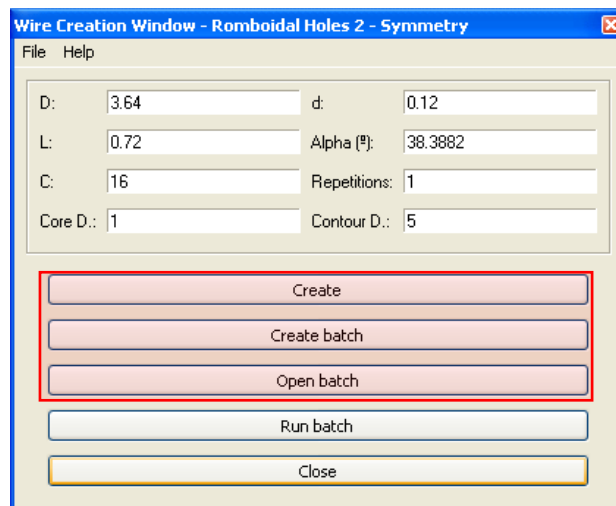 Wire Creation Window - Romboidal Holes 2 - Symmetry
File Help
D: 3.64 d: 0.12
L: 0.72 Alpha (º): 38.3882
C: 16 Repetitions: 1
Core D.: 1 Contour D.: 5
Create
Create batch
Open batch
Run batch
Close